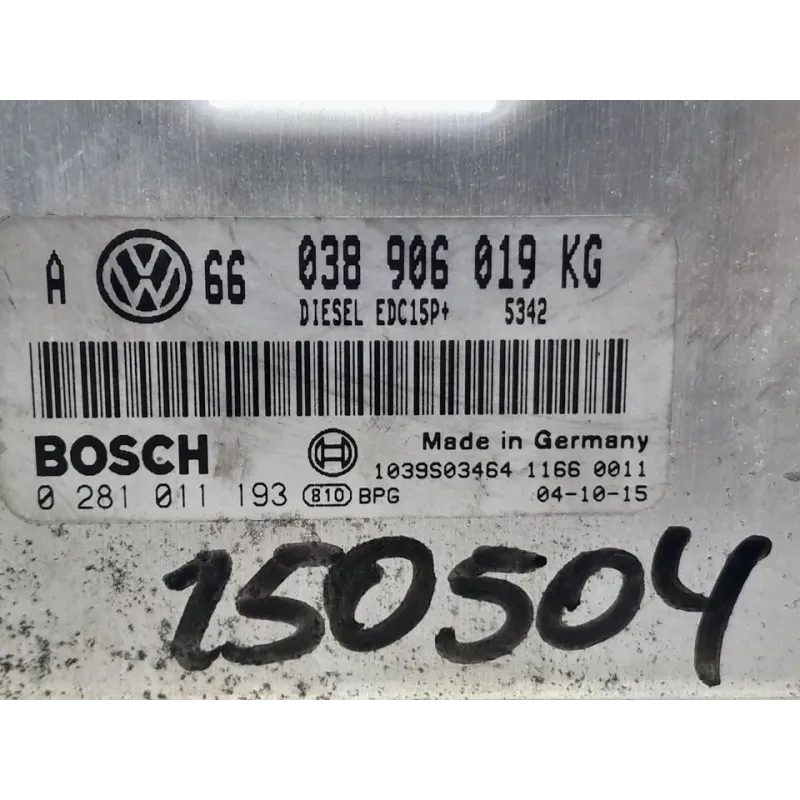 A VW 66 038 906 019 KG
DIESEL EDC15P+ 5342
BOSCH Made in Germany
1039S03464 1166 0011
0 281 011 193 810 BPG 04-10-15
150504